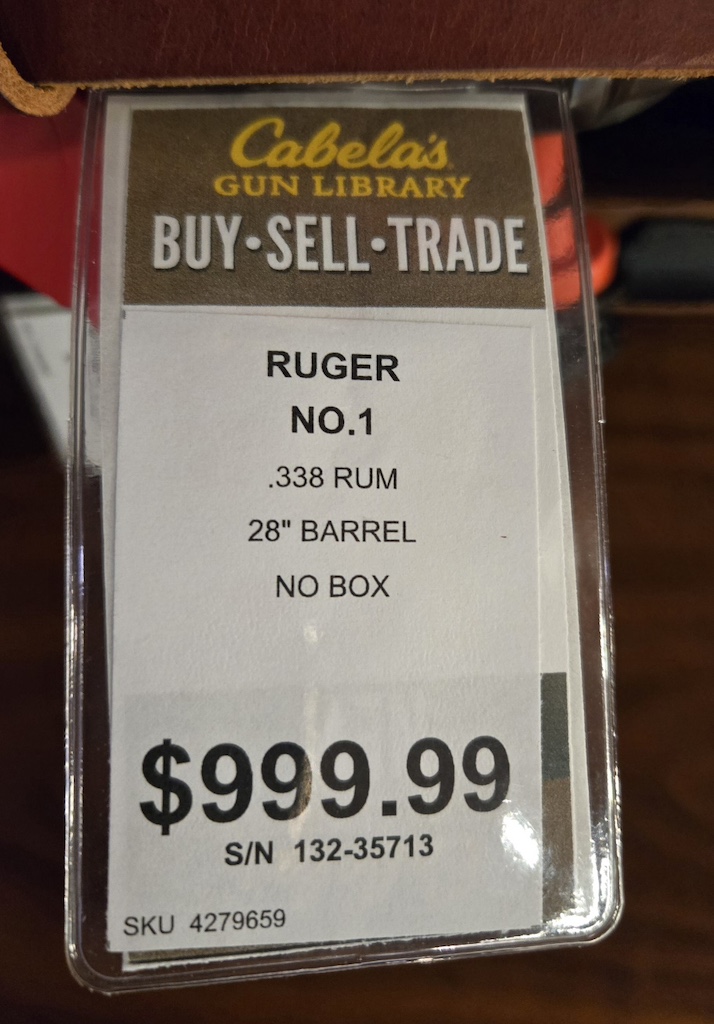 Cabela's
GUN LIBRARY
BUY•SELL•TRADE
RUGER
NO.1
.338 RUM
28" BARREL
NO BOX
$999.99
S/N 132-35713
SKU 4279659